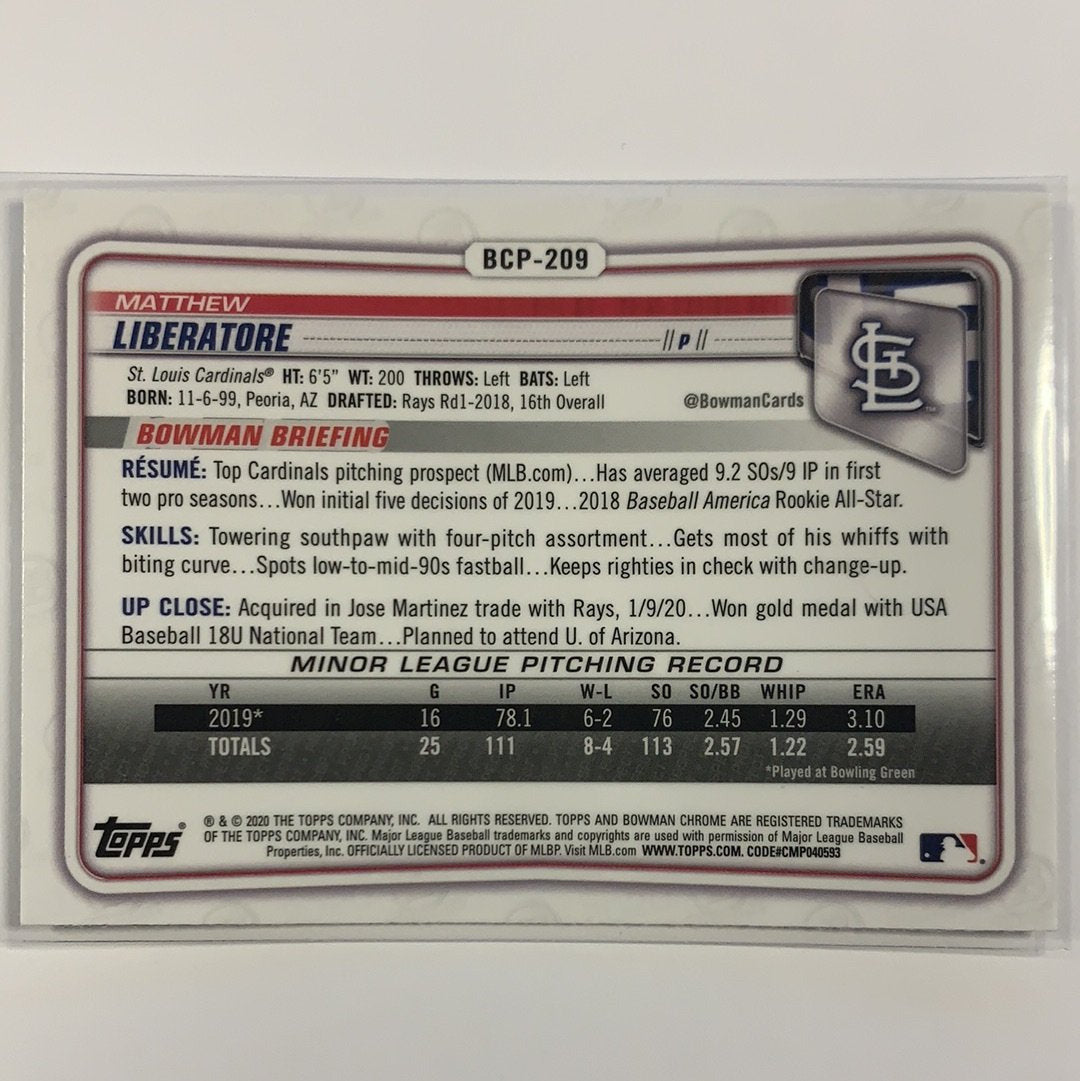 BCP-209
MATTHEW
LIBERATORE // P //
St. Louis Cardinals® HT: 6'5" WT: 200 THROWS: Left BATS: Left
BORN: 11-6-99, Peoria, AZ DRAFTED: Rays Rd1-2018, 16th Overall
@BowmanCards
STL™
BOWMAN BRIEFING
RÉSUMÉ: Top Cardinals pitching prospect (MLB.com)...Has averaged 9.2 SOs/9 IP in first
two pro seasons...Won initial five decisions of 2019...2018 Baseball America Rookie All-Star.
SKILLS: Towering southpaw with four-pitch assortment...Gets most of his whiffs with
biting curve...Spots low-to-mid-90s fastball...Keeps righties in check with change-up.
UP CLOSE: Acquired in Jose Martinez trade with Rays, 1/9/20...Won gold medal with USA
Baseball 18U National Team...Planned to attend U. of Arizona.
MINOR LEAGUE PITCHING RECORD
YR G IP W-L SO SO/BB WHIP ERA
2019* 16 78.1 6-2 76 2.45 1.29 3.10
TOTALS 25 111 8-4 113 2.57 1.22 2.59
*Played at Bowling Green
TOPPS®
® & © 2020 THE TOPPS COMPANY, INC. ALL RIGHTS RESERVED. TOPPS AND BOWMAN CHROME ARE REGISTERED TRADEMARKS
OF THE TOPPS COMPANY, INC. Major League Baseball trademarks and copyrights are used with permission of Major League Baseball
Properties, Inc. OFFICIALLY LICENSED PRODUCT OF MLBP. Visit MLB.com WWW.TOPPS.COM. CODE#CMP040593